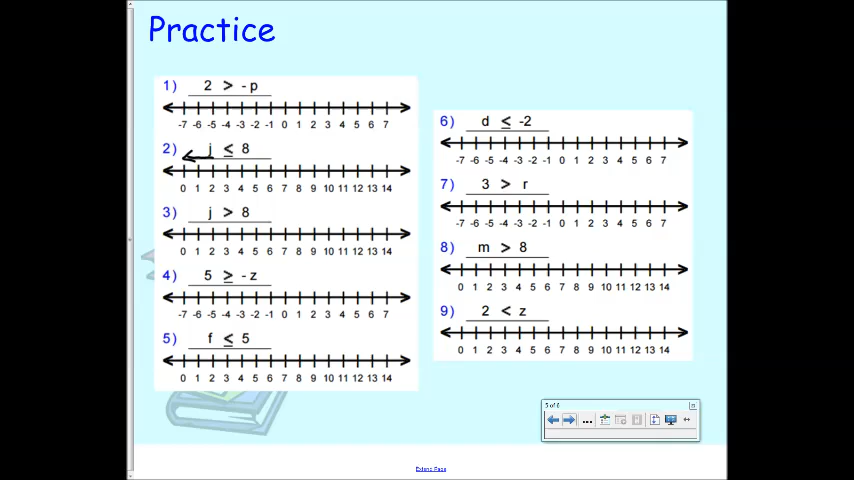 Practice
1) 2 > - p
-7 -6 -5 -4 -3 -2 -1 0 1 2 3 4 5 6 7
2) j ≤ 8
0 1 2 3 4 5 6 7 8 9 10 11 12 13 14
3) j > 8
0 1 2 3 4 5 6 7 8 9 10 11 12 13 14
4) 5 ≥ - z
-7 -6 -5 -4 -3 -2 -1 0 1 2 3 4 5 6 7
5) f ≤ 5
0 1 2 3 4 5 6 7 8 9 10 11 12 13 14
6) d ≤ -2
-7 -6 -5 -4 -3 -2 -1 0 1 2 3 4 5 6 7
7) 3 > r
-7 -6 -5 -4 -3 -2 -1 0 1 2 3 4 5 6 7
8) m > 8
0 1 2 3 4 5 6 7 8 9 10 11 12 13 14
9) 2 < z
0 1 2 3 4 5 6 7 8 9 10 11 12 13 14
5 of 6
Extend Page